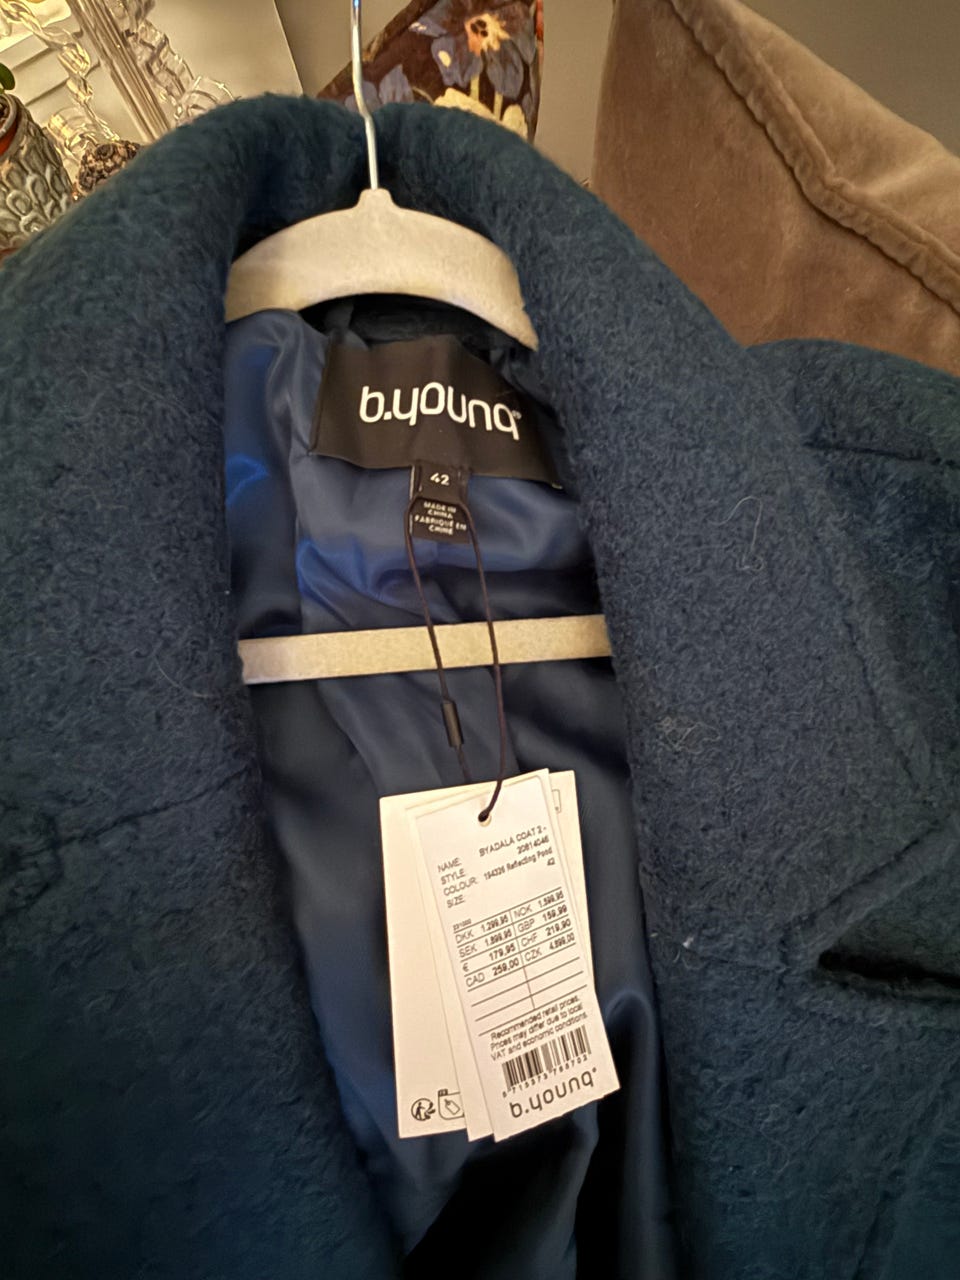 b.young®
42
MADE IN
CHINA
FABRIQUÉ EN
CHINE
NAME: BYADALA COAT 2 -
STYLE: 20814046
COLOUR: 194326 Reflecting Pond
SIZE: 42
DKK 1.299,95 NOK 1.599,95
SEK 1.899,95 GBP 159,99
€ 179,95 CHF 219,90
CAD 259,00 CZK 4.899,00
Recommended retail prices.
Prices may differ due to local
VAT and economic conditions.
b.young®